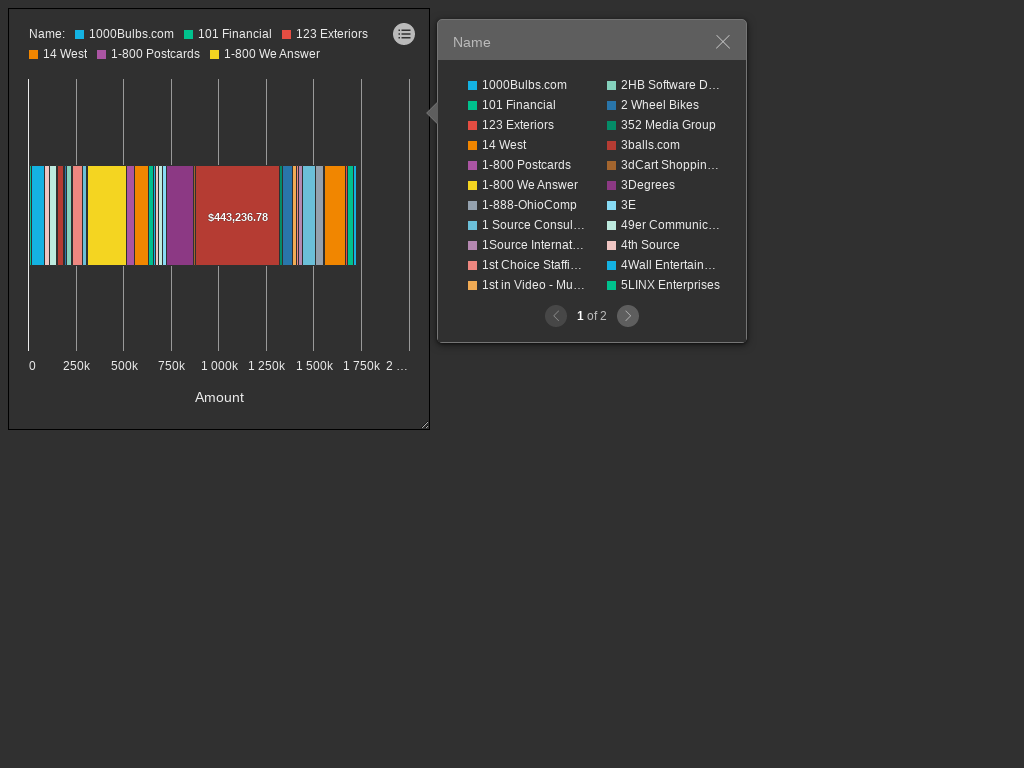 Name: 1000Bulbs.com 101 Financial 123 Exteriors
14 West 1-800 Postcards 1-800 We Answer
$443,236.78
0 250k 500k 750k 1 000k 1 250k 1 500k 1 750k 2 ...
Amount
Name
1000Bulbs.com
101 Financial
123 Exteriors
14 West
1-800 Postcards
1-800 We Answer
1-888-OhioComp
1 Source Consul...
1Source Internat...
1st Choice Staffi...
1st in Video - Mu...
2HB Software D...
2 Wheel Bikes
352 Media Group
3balls.com
3dCart Shoppin...
3Degrees
3E
49er Communic...
4th Source
4Wall Entertain...
5LINX Enterprises
1 of 2